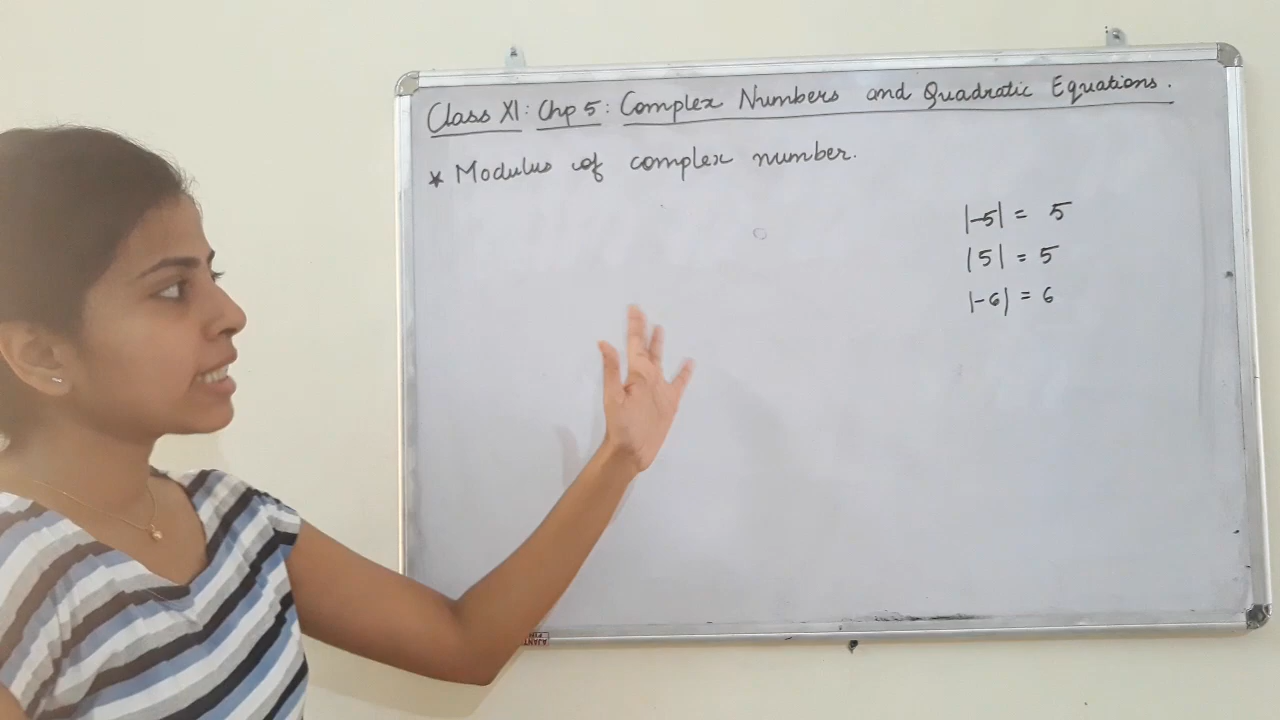 Class XI: Chp 5: Complex Numbers and Quadratic Equations.
* Modulus of complex number.
|-5| = 5
|5| = 5
|-6| = 6